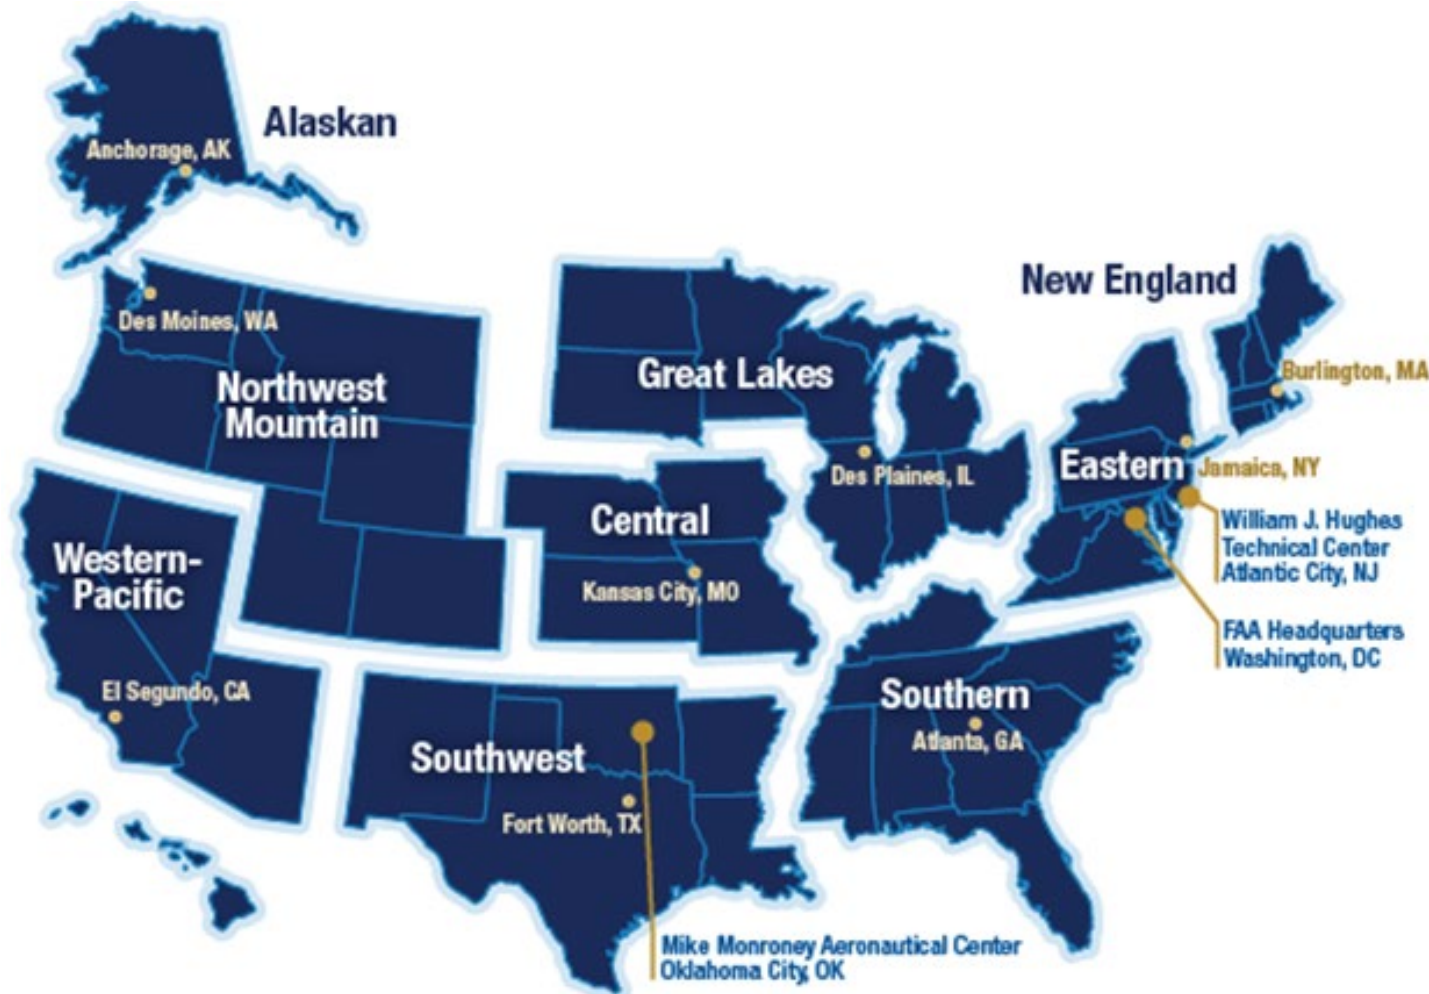 Alaskan
Anchorage, AK
New England
Des Moines, WA
Northwest
Mountain
Great Lakes
Burlington, MA
Eastern
Jamaica, NY
Des Plaines, IL
Central
William J. Hughes
Technical Center
Atlantic City, NJ
Western-
Pacific
Kansas City, MO
FAA Headquarters
Washington, DC
El Segundo, CA
Southern
Atlanta, GA
Southwest
Fort Worth, TX
Mike Monroney Aeronautical Center
Oklahoma City, OK